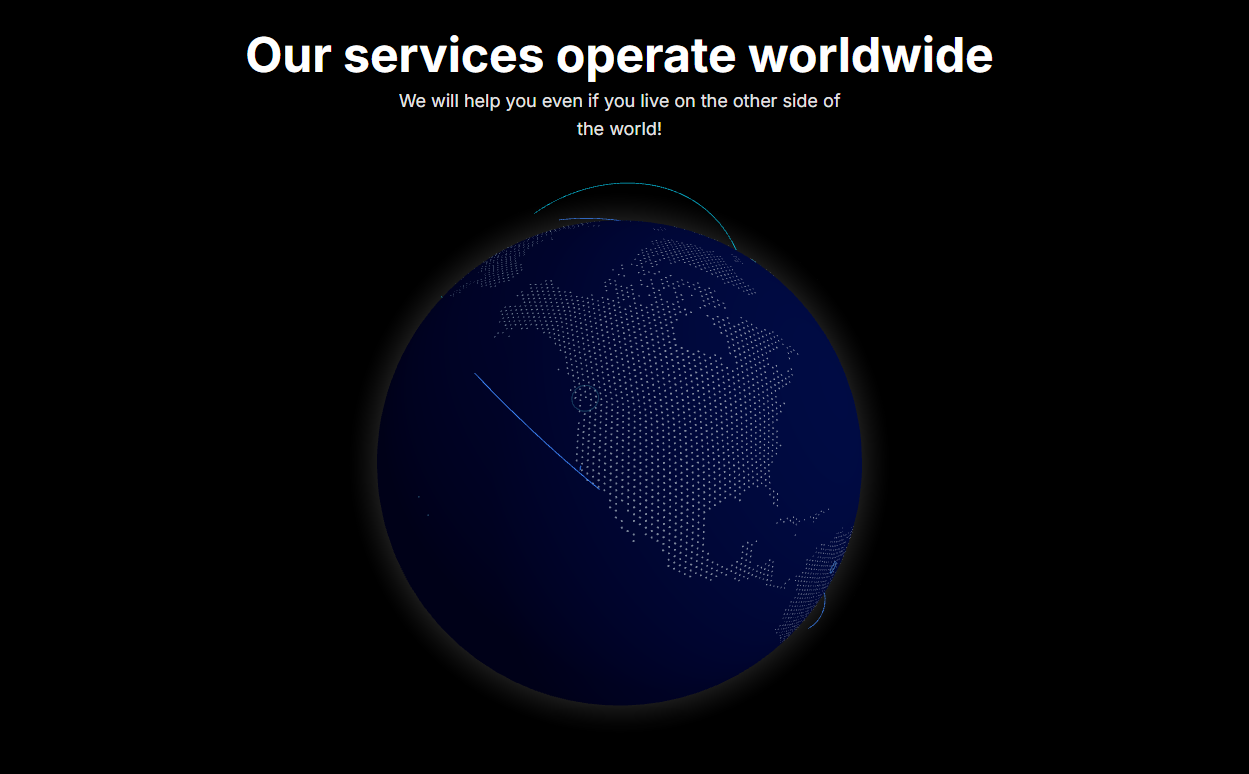 Our services operate worldwide
We will help you even if you live on the other side of
the world!